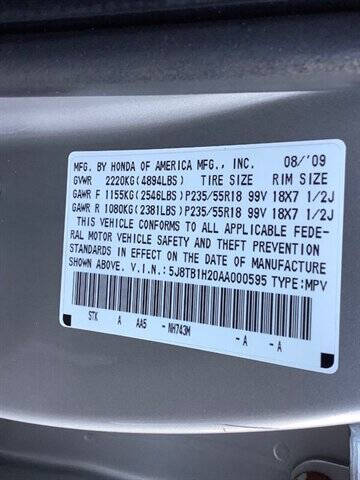 MFG. BY HONDA OF AMERICA MFG., INC. 08/'09
GVWR 2220KG(4894LBS) TIRE SIZE RIM SIZE
GAWR F 1155KG(2546LBS)P235/55R18 99V 18X7 1/2J
GAWR R 1080KG(2381LBS)P235/55R18 99V 18X7 1/2J
THIS VEHICLE CONFORMS TO ALL APPLICABLE FEDE-
RAL MOTOR VEHICLE SAFETY AND THEFT PREVENTION
STANDARDS IN EFFECT ON THE DATE OF MANUFACTURE
SHOWN ABOVE. V.I.N.:5J8TB1H20AA000595 TYPE:MPV
STK A AA5 - NH743M -A -A